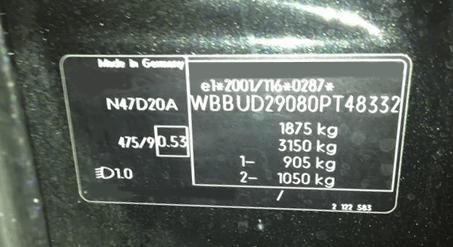 Made in Germany
e1*2001/116*0287*
N47D20A WBBUD29080PT48332
1875 kg
475/9 0.53 3150 kg
1- 905 kg
1.0 2- 1050 kg
/
2 122 583